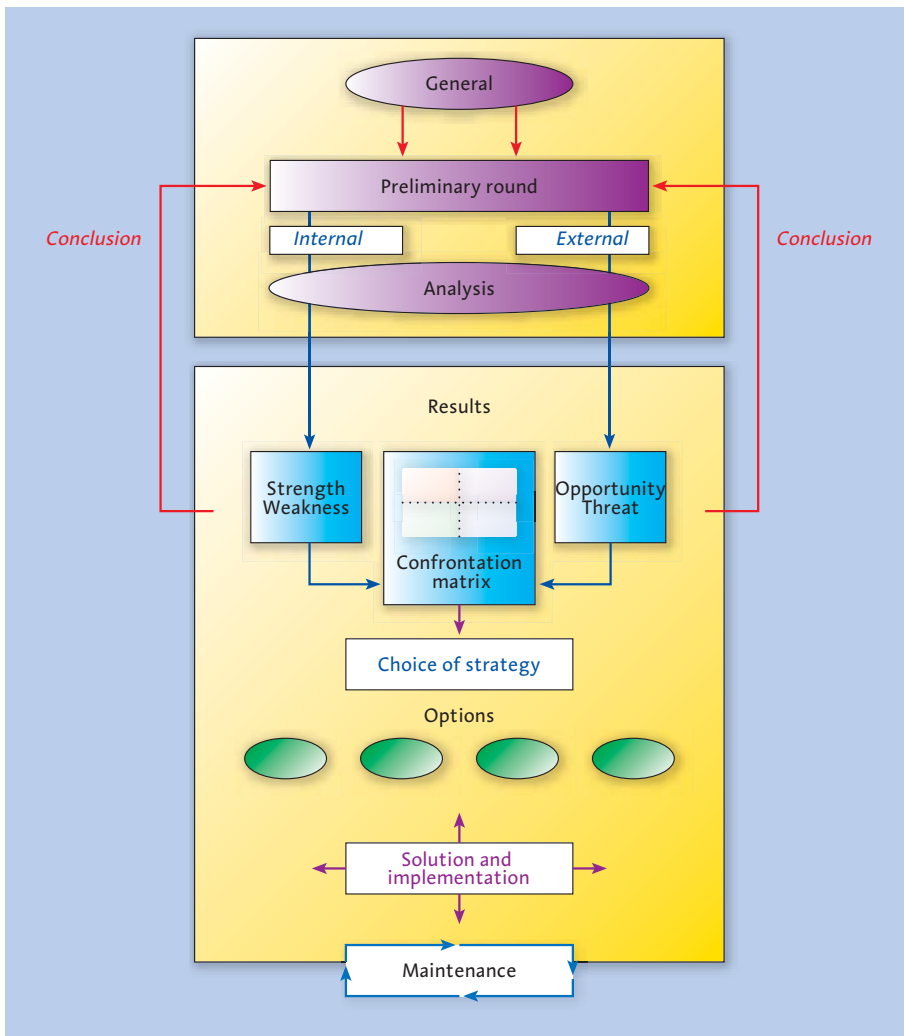 General
Preliminary round
Conclusion
Conclusion
Internal
External
Analysis
Results
Strength
Weakness
Opportunity
Threat
Confrontation
matrix
Choice of strategy
Options
Solution and
implementation
Maintenance